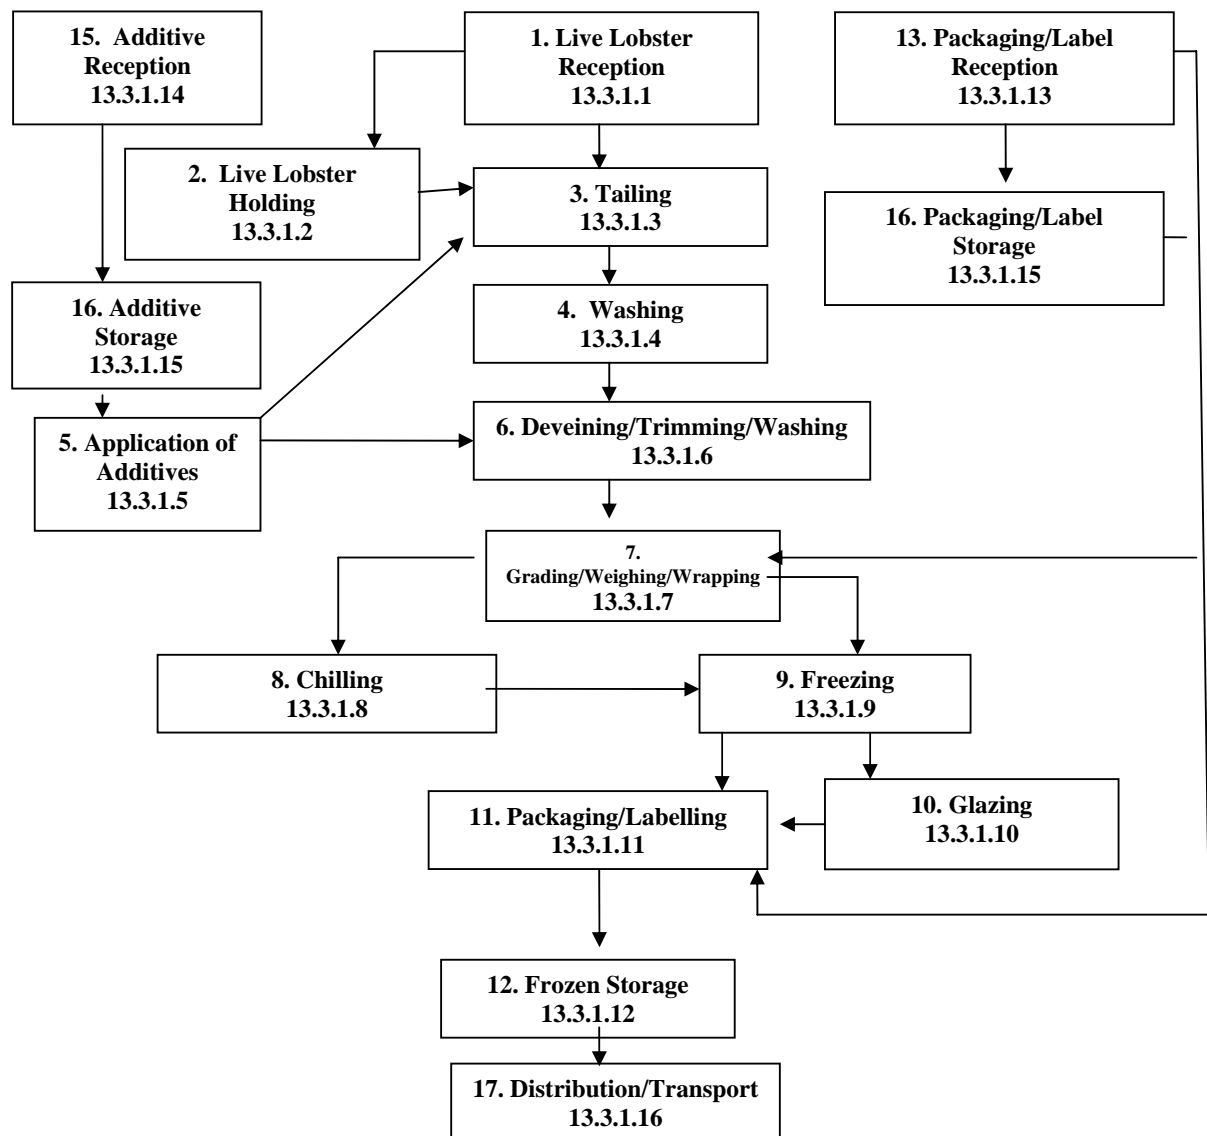 15. Additive
Reception
13.3.1.14
1. Live Lobster
Reception
13.3.1.1
13. Packaging/Label
Reception
13.3.1.13
2. Live Lobster
Holding
13.3.1.2
3. Tailing
13.3.1.3
16. Packaging/Label
Storage
13.3.1.15
16. Additive
Storage
13.3.1.15
4. Washing
13.3.1.4
5. Application of
Additives
13.3.1.5
6. Deveining/Trimming/Washing
13.3.1.6
7.
Grading/Weighing/Wrapping
13.3.1.7
8. Chilling
13.3.1.8
9. Freezing
13.3.1.9
10. Glazing
13.3.1.10
11. Packaging/Labelling
13.3.1.11
12. Frozen Storage
13.3.1.12
17. Distribution/Transport
13.3.1.16